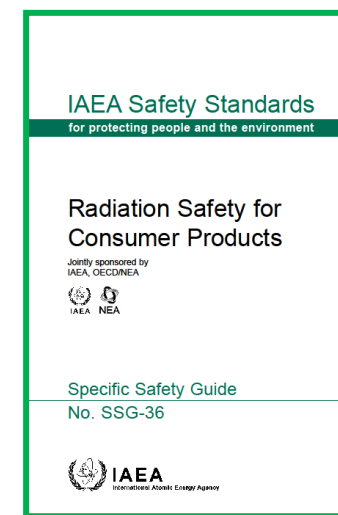 IAEA Safety Standards
for protecting people and the environment
Radiation Safety for
Consumer Products
Jointly sponsored by
IAEA, OECD/NEA
IAEA NEA
Specific Safety Guide
No. SSG-36
IAEA
International Atomic Energy Agency